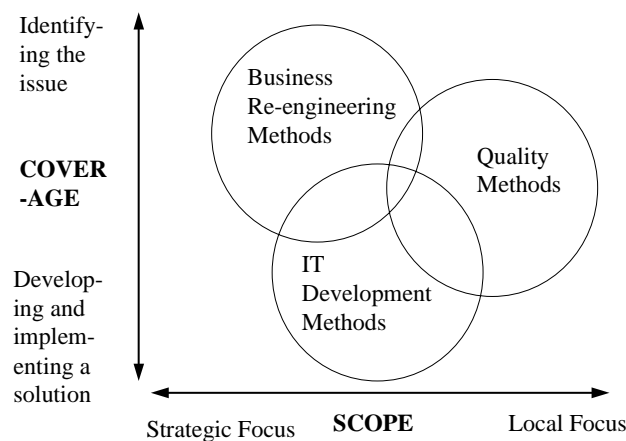 Identify-
ing the
issue
Business
Re-engineering
Methods
Quality
Methods
COVER
-AGE
IT
Development
Methods
Develop-
ing and
implem-
enting a
solution
Strategic Focus
SCOPE
Local Focus